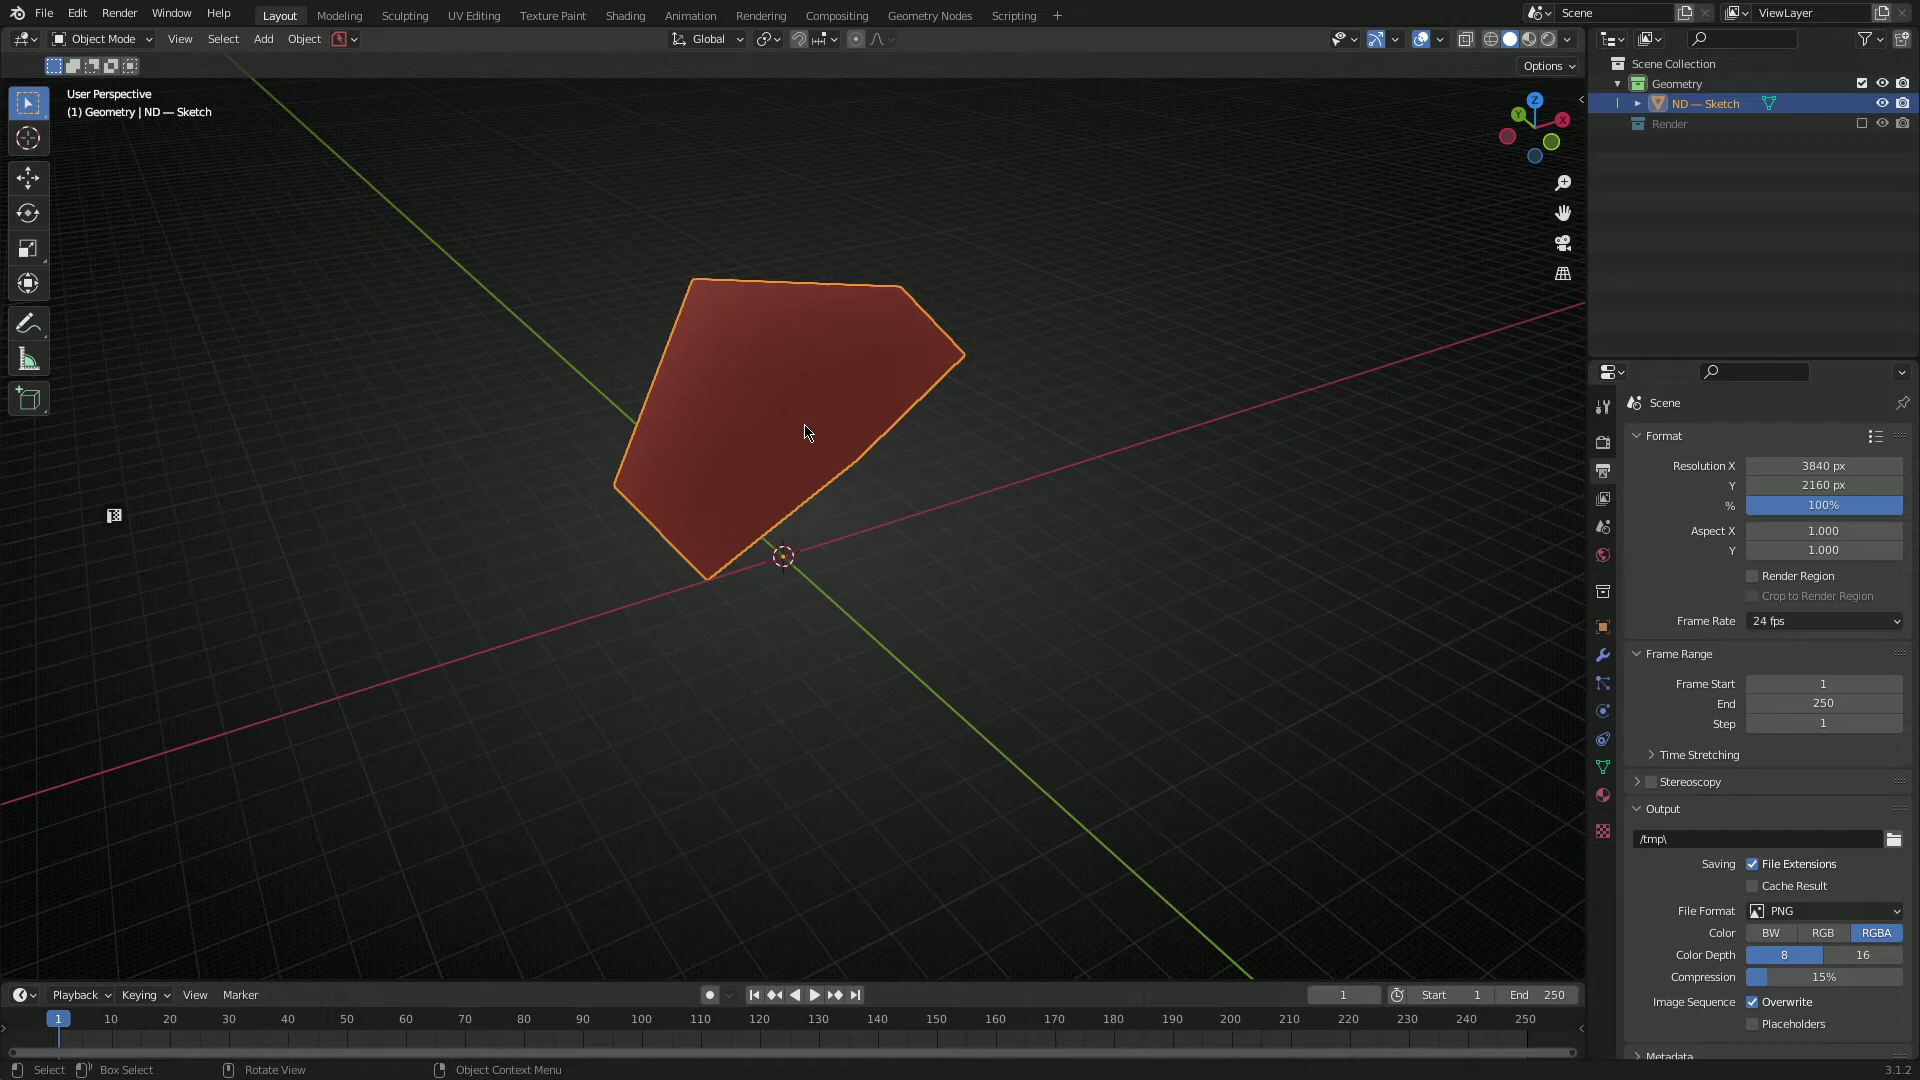 File Edit Render Window Help
Layout Modeling Sculpting UV Editing Texture Paint Shading Animation Rendering Compositing Geometry Nodes Scripting +
Scene
ViewLayer
Object Mode View Select Add Object
Global
Options
User Perspective
(1) Geometry | ND — Sketch
Z
Y
X
Scene Collection
Geometry
ND — Sketch
Render
Scene
Format
Resolution X 3840 px
Y 2160 px
% 100%
Aspect X 1.000
Y 1.000
Render Region
Crop to Render Region
Frame Rate 24 fps
Frame Range
Frame Start 1
End 250
Step 1
Time Stretching
Stereoscopy
Output
/tmp\
Saving File Extensions
Cache Result
File Format PNG
Color BW RGB RGBA
Color Depth 8 16
Compression 15%
Image Sequence Overwrite
Placeholders
Metadata
Playback Keying View Marker
1 Start 1 End 250
1 10 20 30 40 50 60 70 80 90 100 110 120 130 140 150 160 170 180 190 200 210 220 230 240 250
Select Box Select Rotate View Object Context Menu
3.1.2